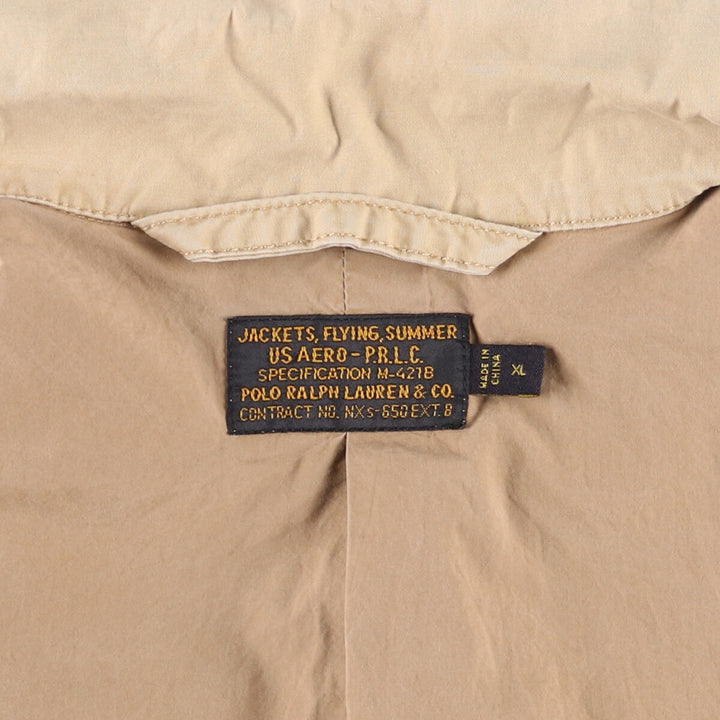 JACKETS, FLYING, SUMMER
US AERO - P.R.L.C.
SPECIFICATION M-421B
POLO RALPH LAUREN & CO.
CONTRACT NO. NXs-650 EXT. B
MADE IN
CHINA
XL